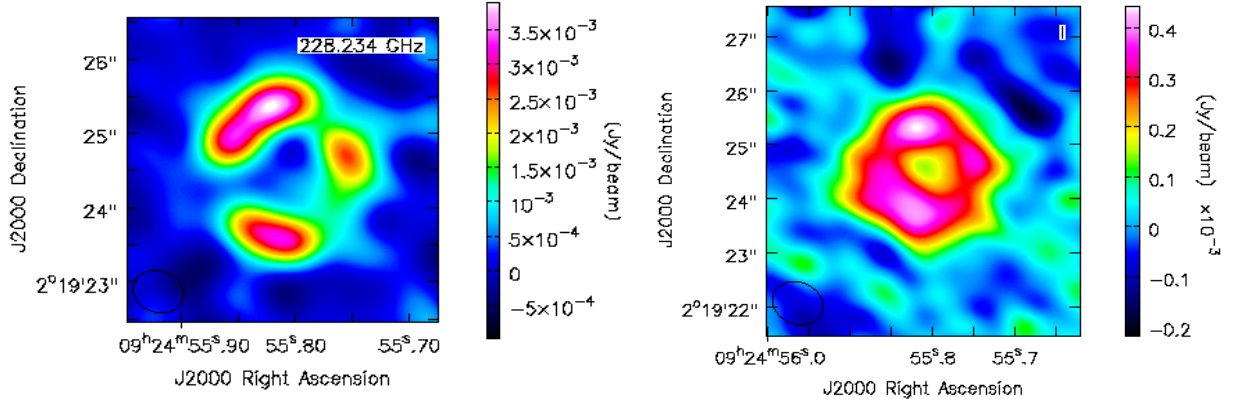 228.234 GHz
26"
25"
24"
2°19'23"
09ʰ24ᵐ55ˢ.90
55ˢ.80
55ˢ.70
J2000 Right Ascension
J2000 Declination
3.5×10⁻³
3×10⁻³
2.5×10⁻³
2×10⁻³
1.5×10⁻³
10⁻³
5×10⁻⁴
0
−5×10⁻⁴
(Jy/beam)
I
27"
26"
25"
24"
23"
2°19'22"
09ʰ24ᵐ56ˢ.0
55ˢ.8
55ˢ.7
J2000 Right Ascension
J2000 Declination
0.4
0.3
0.2
0.1
0
−0.1
−0.2
(Jy/beam) ×10⁻³